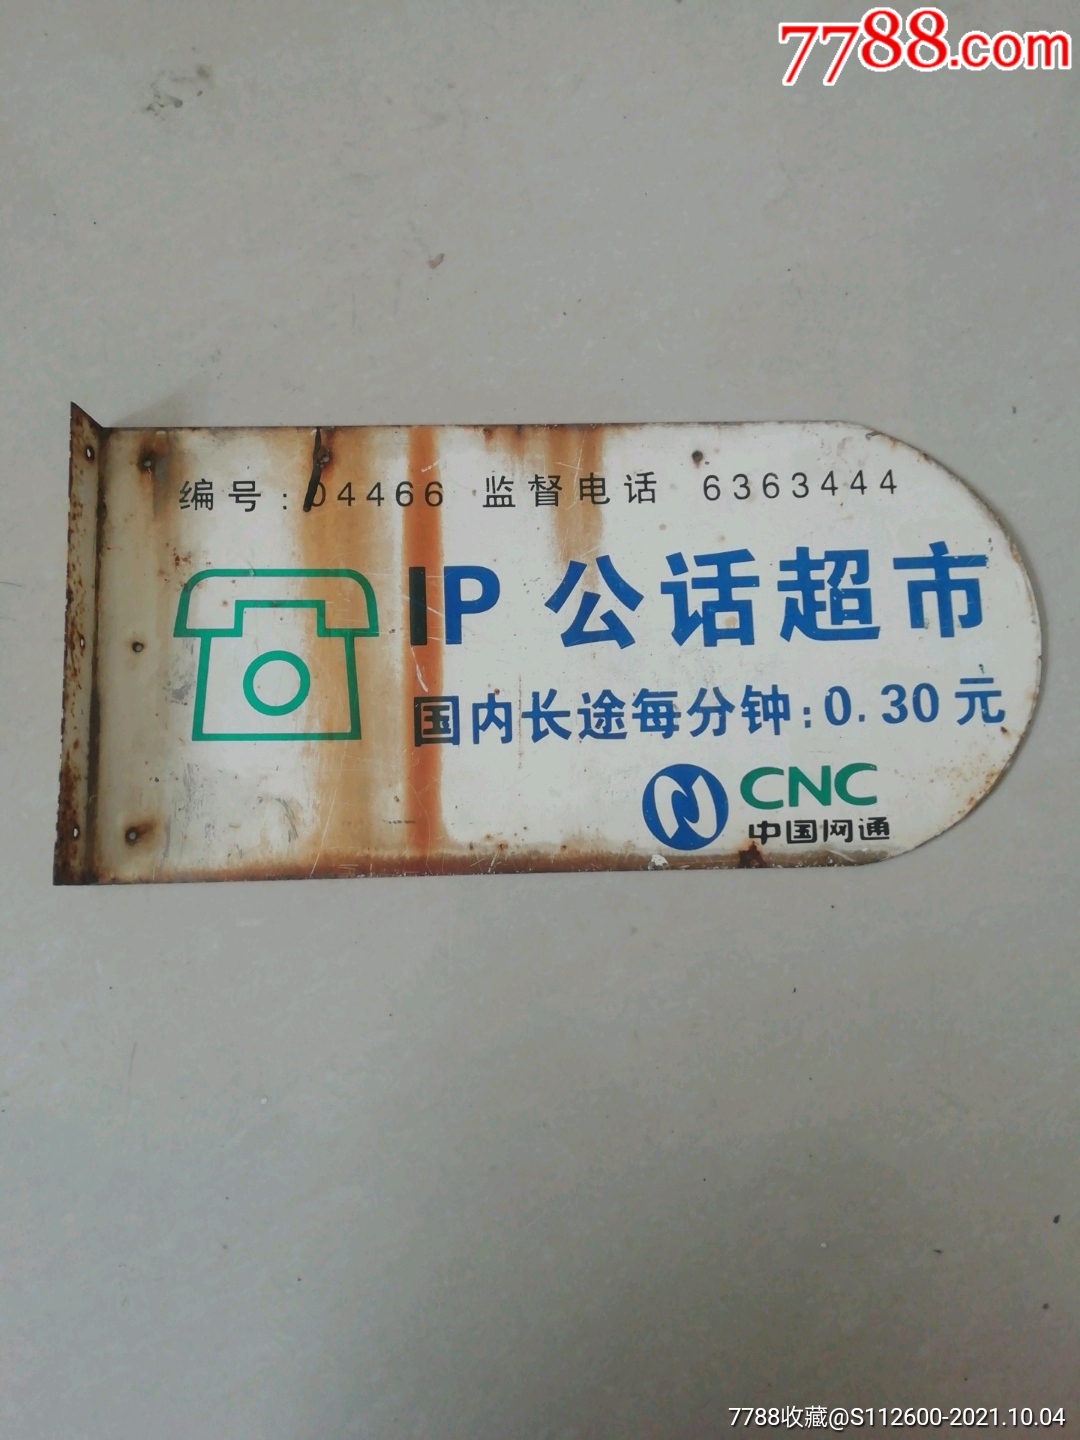 7788.com
编号:04466 监督电话 6363444
IP 公话超市
国内长途每分钟:0.30元
CNC
中国网通
7788收藏@S112600-2021.10.04